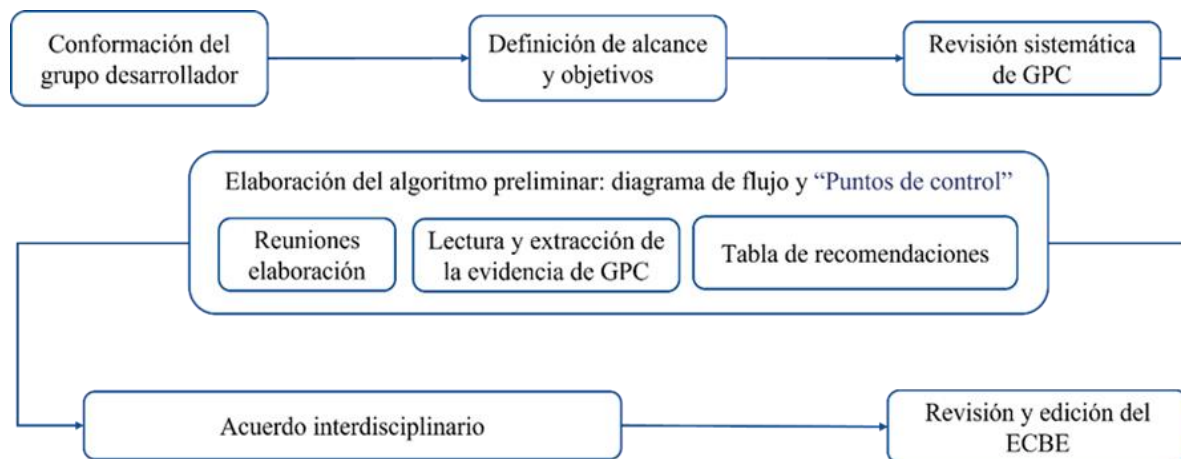 Conformación del
grupo desarrollador
Definición de alcance
y objetivos
Revisión sistemática
de GPC
Elaboración del algoritmo preliminar: diagrama de flujo y “Puntos de control”
Reuniones
elaboración
Lectura y extracción de
la evidencia de GPC
Tabla de recomendaciones
Acuerdo interdisciplinario
Revisión y edición del
ECBE